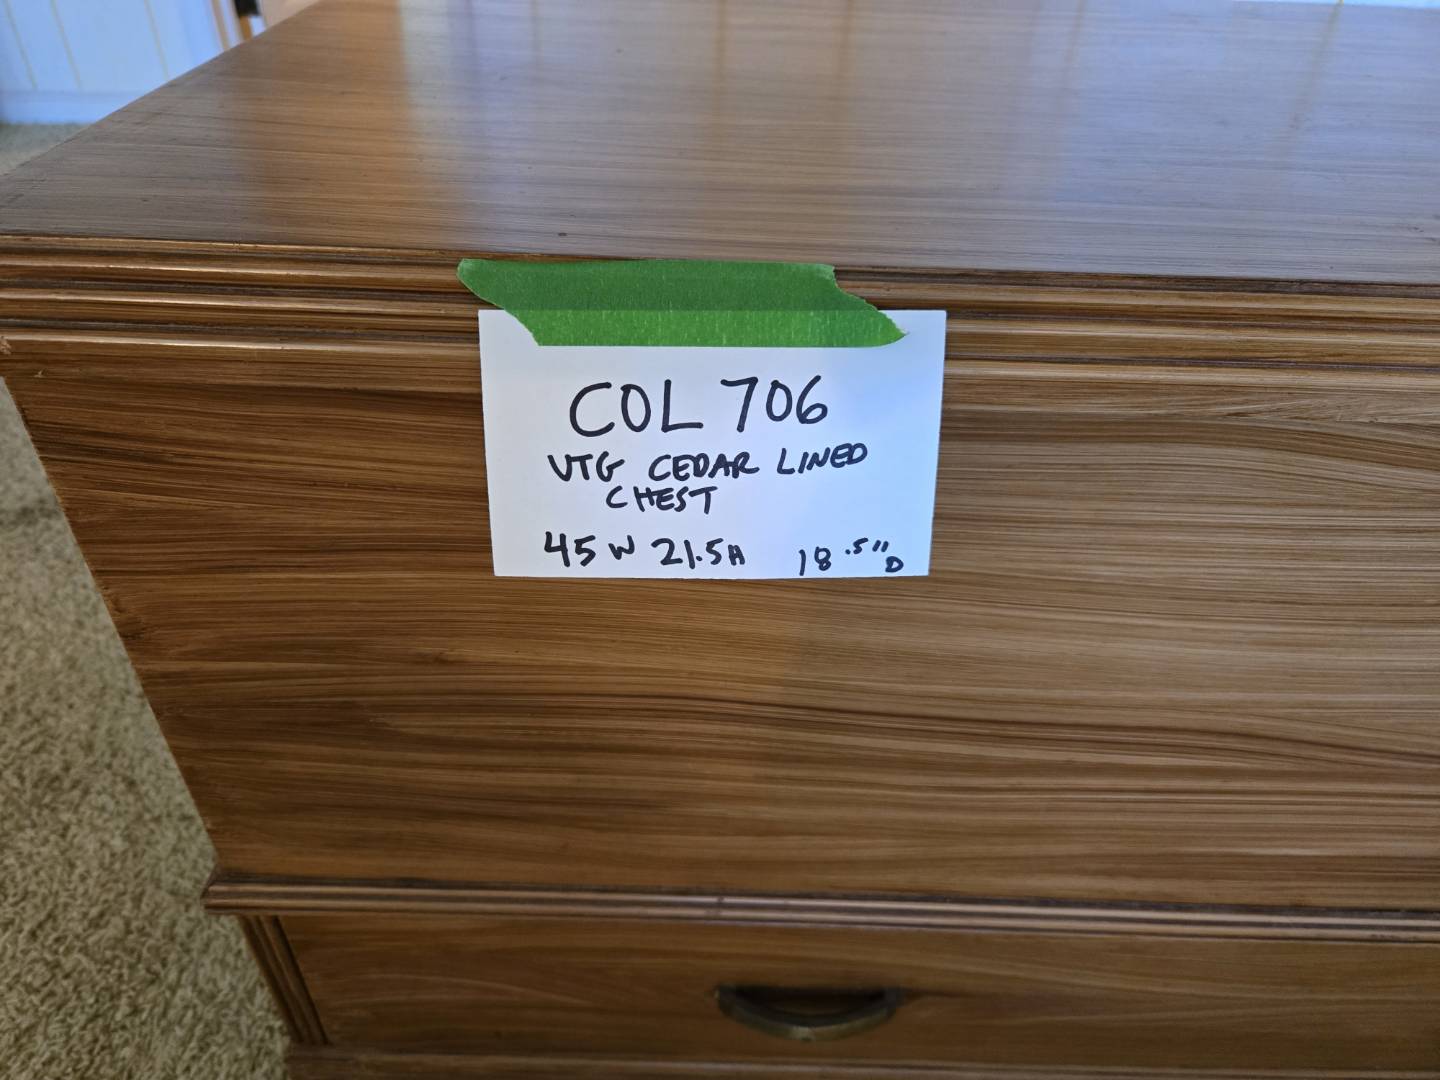 COL 706
VTG CEDAR LINED
CHEST
45 W 21.5 H 18.5" D